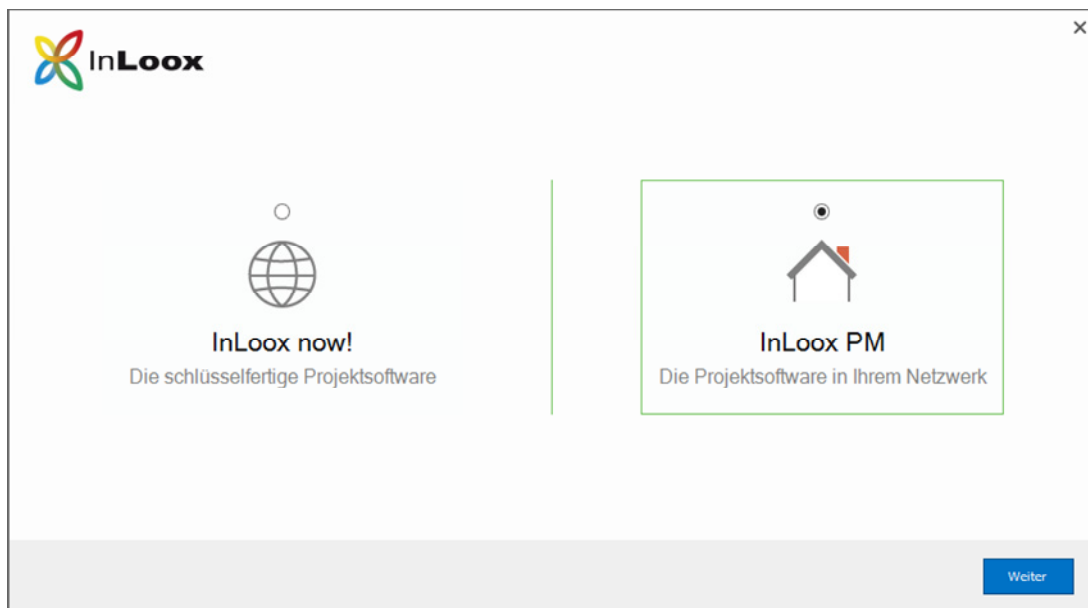 InLoox
InLoox now!
Die schlüsselfertige Projektsoftware
InLoox PM
Die Projektsoftware in Ihrem Netzwerk
Weiter